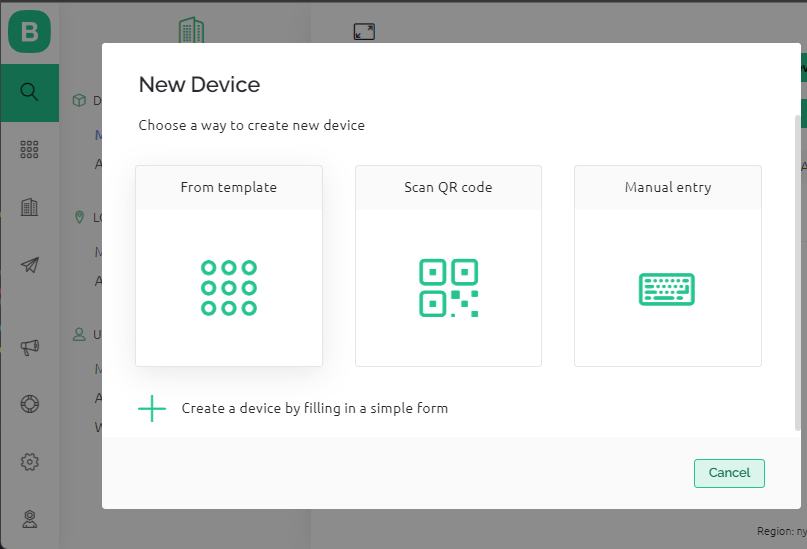 B
New Device
Choose a way to create new device
From template
Scan QR code
Manual entry
Create a device by filling in a simple form
Cancel
Region: ny